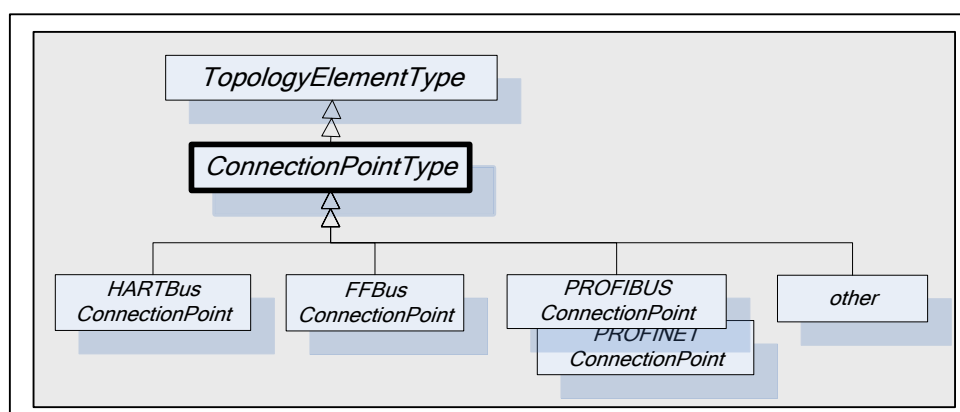 TopologyElementType
ConnectionPointType
HARTBus
ConnectionPoint
FFBus
ConnectionPoint
PROFIBUS
ConnectionPoint
PROFINET
ConnectionPoint
other